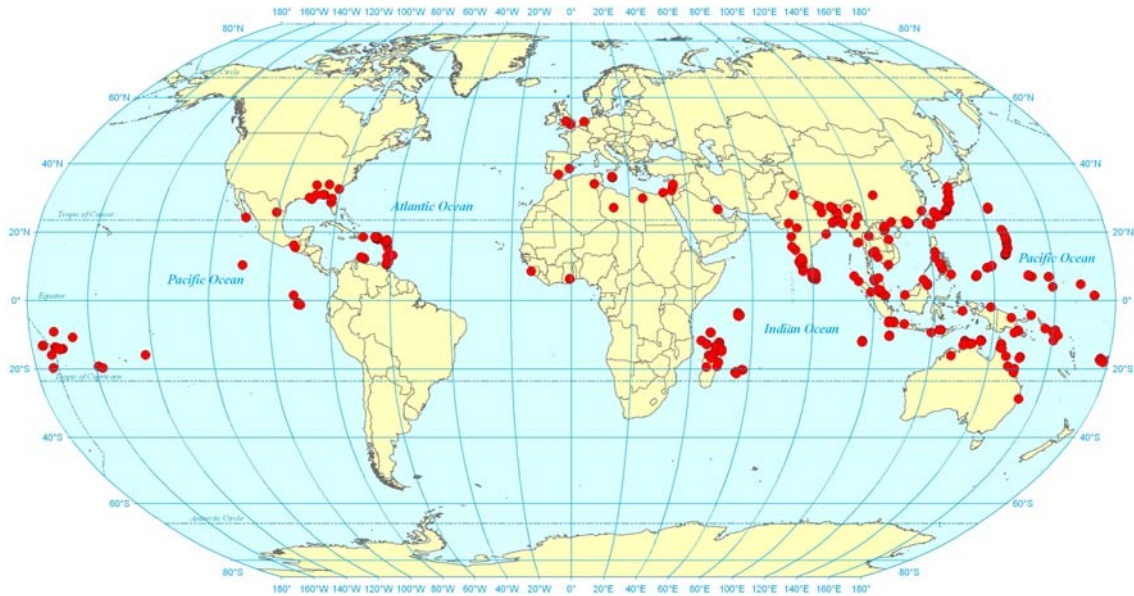 180° 160°W 140°W 120°W 100°W 80°W 60°W 40°W 20°W 0° 20°E 40°E 60°E 80°E 100°E 120°E 140°E 160°E 180°
80°N 80°N
Arctic Circle
60°N 60°N
40°N 40°N
Atlantic Ocean
Tropic of Cancer
20°N 20°N
Pacific Ocean Pacific Ocean
Equator
0° 0°
Indian Ocean
20°S 20°S
Tropic of Capricorn
40°S 40°S
60°S 60°S
Antarctic Circle
80°S 80°S
180° 160°W 140°W 120°W 100°W 80°W 60°W 40°W 20°W 0° 20°E 40°E 60°E 80°E 100°E 120°E 140°E 160°E 180°